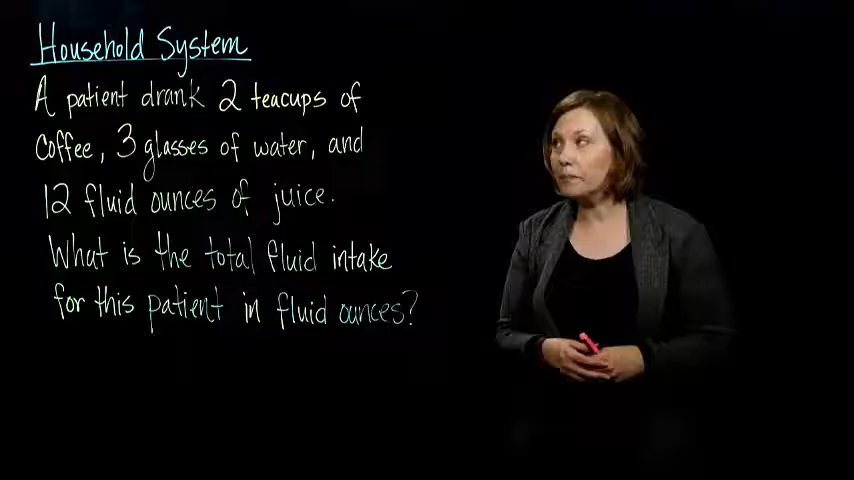 Household System
A patient drank 2 teacups of
Coffee, 3 glasses of water, and
12 fluid ounces of juice.
What is the total fluid intake
for this patient in fluid ounces?